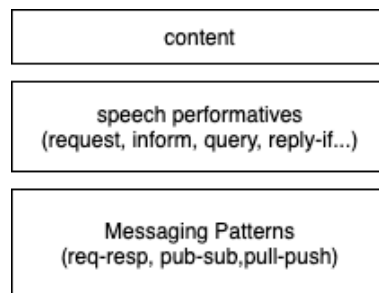 content
speech performatives
(request, inform, query, reply-if...)
Messaging Patterns
(req-resp, pub-sub,pull-push)